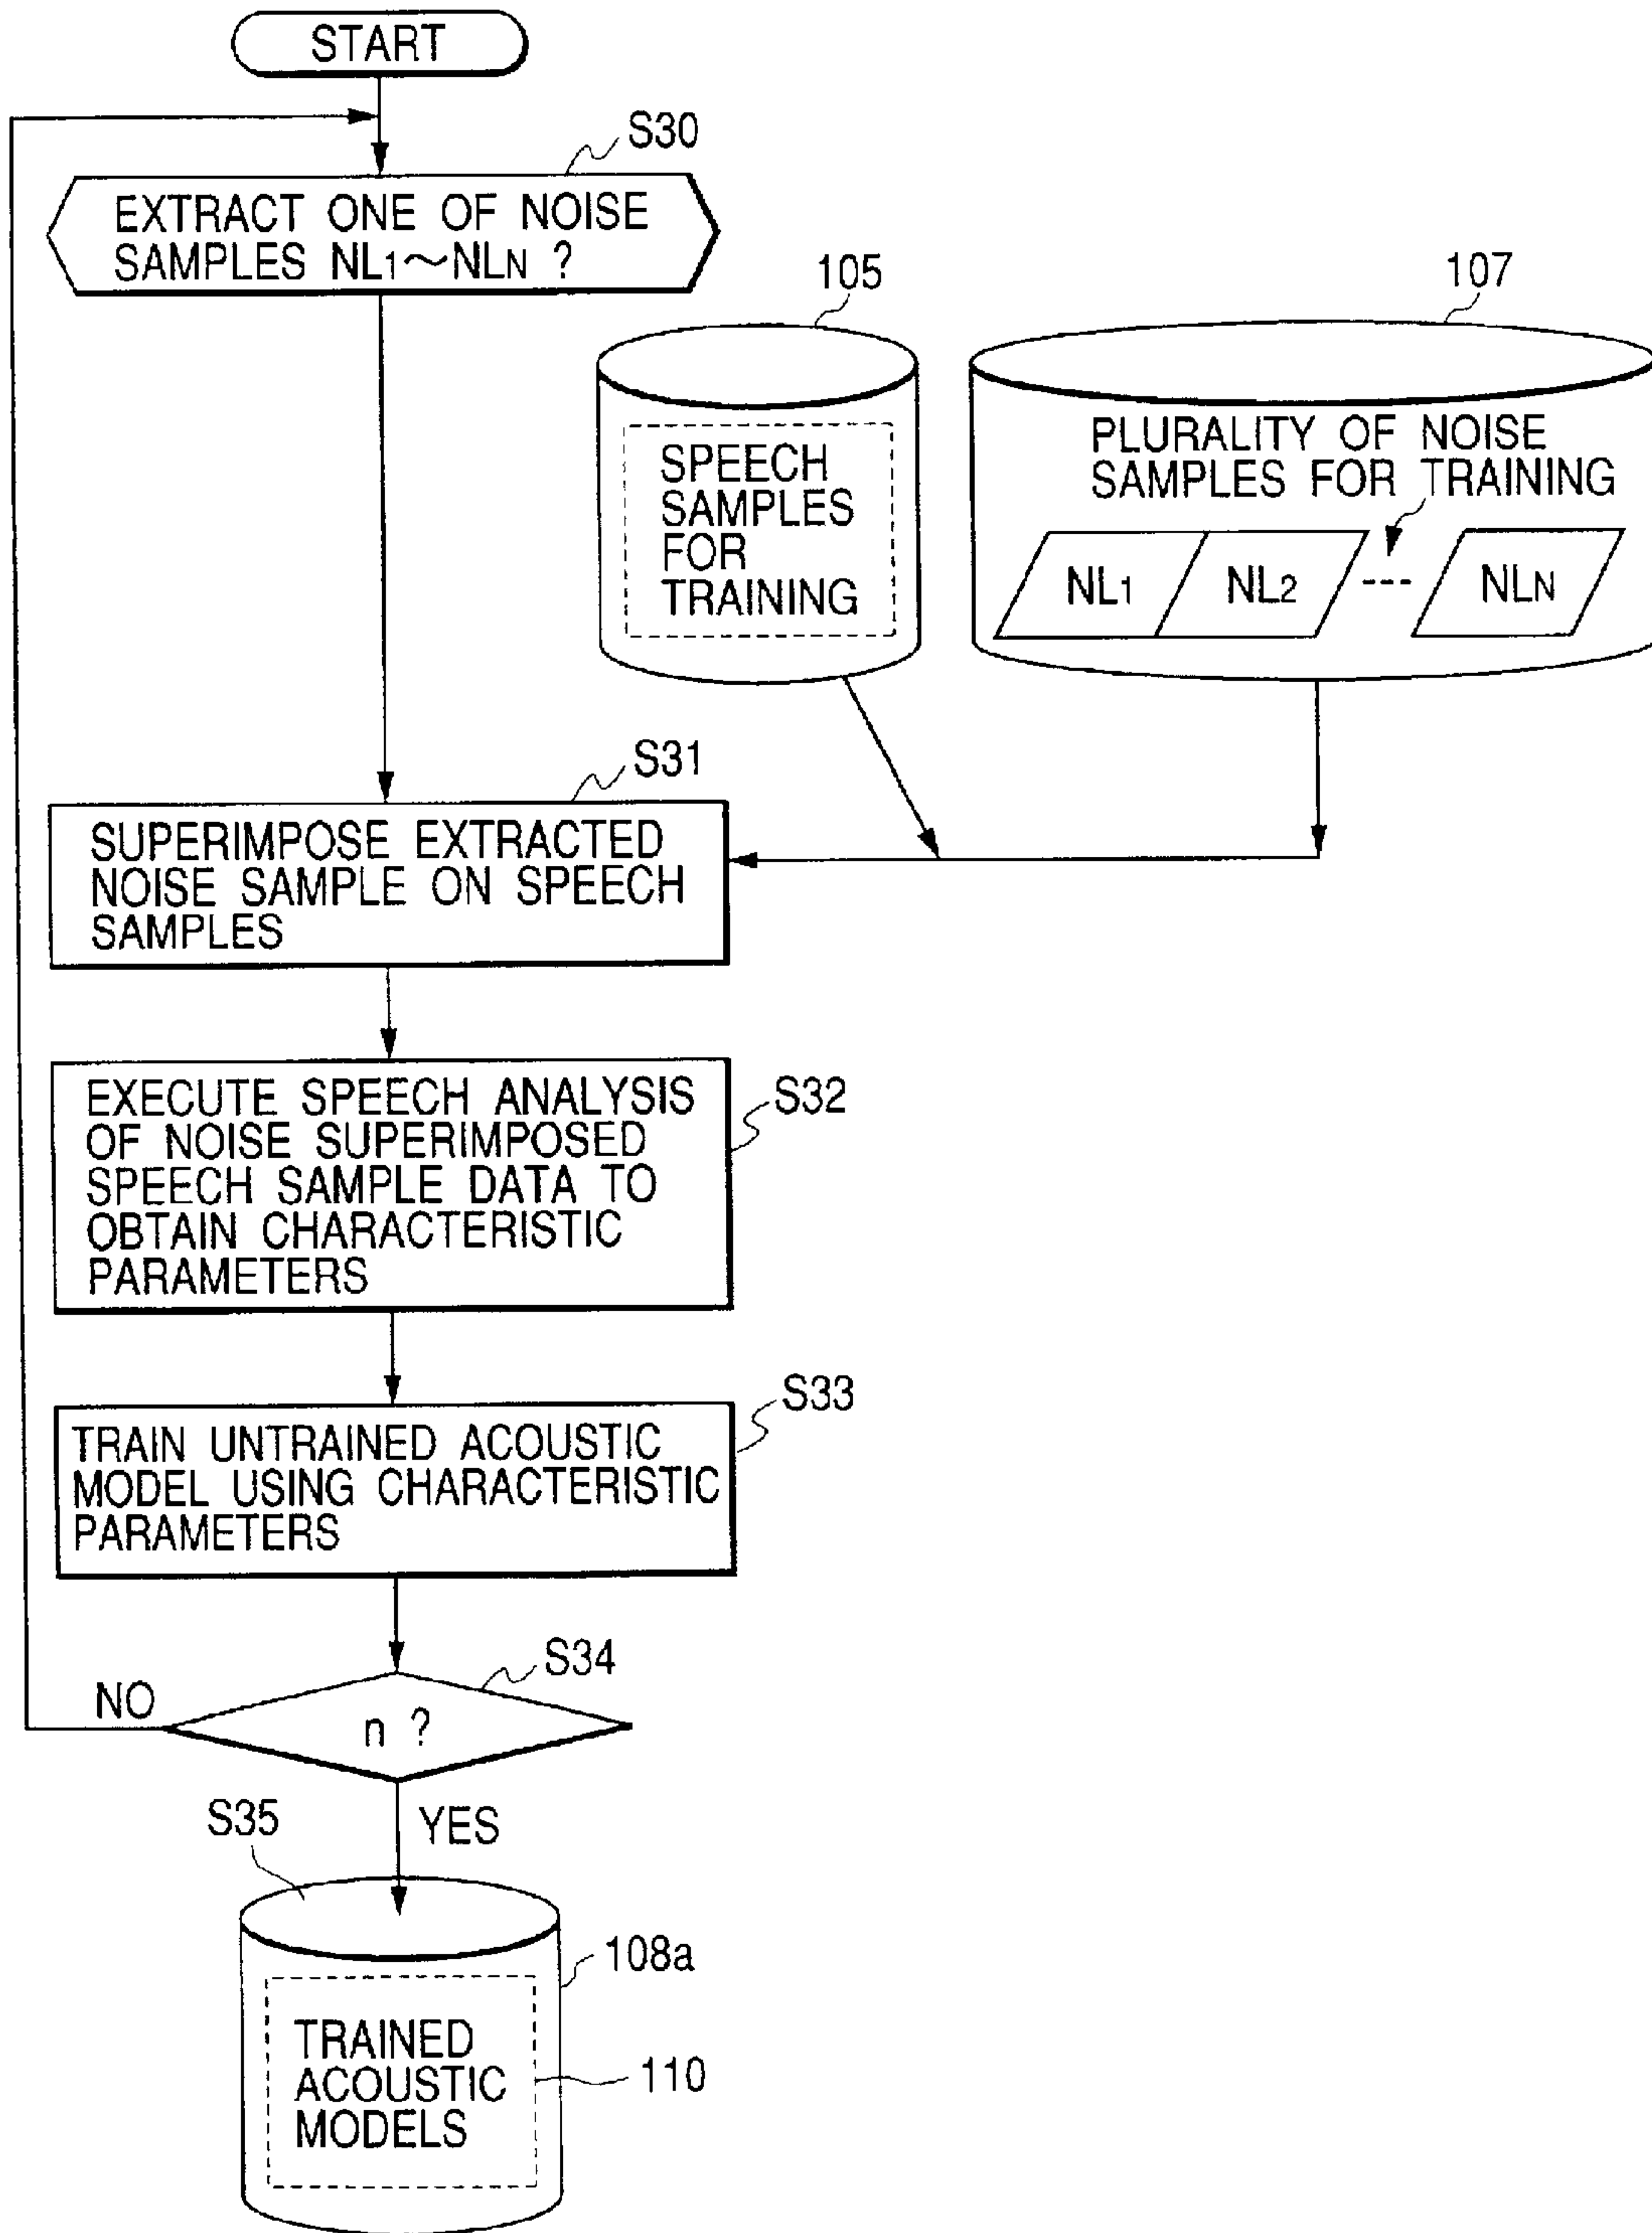 START
S30
EXTRACT ONE OF NOISE
SAMPLES NL1~NLN ?
105
107
SPEECH
SAMPLES
FOR
TRAINING
PLURALITY OF NOISE
SAMPLES FOR TRAINING
NL1
NL2
---
NLN
S31
SUPERIMPOSE EXTRACTED
NOISE SAMPLE ON SPEECH
SAMPLES
S32
EXECUTE SPEECH ANALYSIS
OF NOISE SUPERIMPOSED
SPEECH SAMPLE DATA TO
OBTAIN CHARACTERISTIC
PARAMETERS
S33
TRAIN UNTRAINED ACOUSTIC
MODEL USING CHARACTERISTIC
PARAMETERS
S34
NO
n ?
YES
S35
108a
TRAINED
ACOUSTIC
MODELS
110